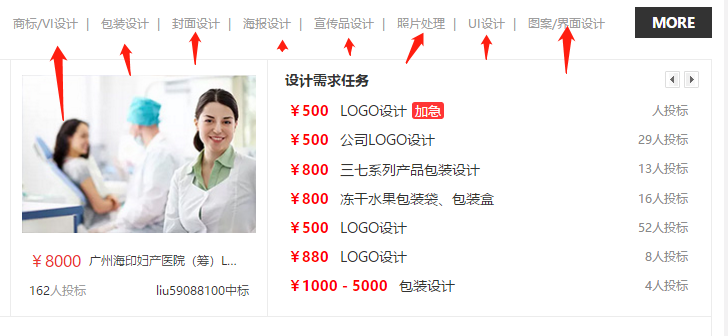 商标/VI设计 | 包装设计 | 封面设计 | 海报设计 | 宣传品设计 | 照片处理 | UI设计 | 图案/界面设计 MORE
设计需求任务
￥500 LOGO设计 加急 人投标
￥500 公司LOGO设计 29人投标
￥800 三七系列产品包装设计 13人投标
￥800 冻干水果包装袋、包装盒 16人投标
￥500 LOGO设计 52人投标
￥880 LOGO设计 8人投标
￥1000 - 5000 包装设计 4人投标
￥8000 广州海印妇产医院（筹）L...
162人投标 liu59088100中标